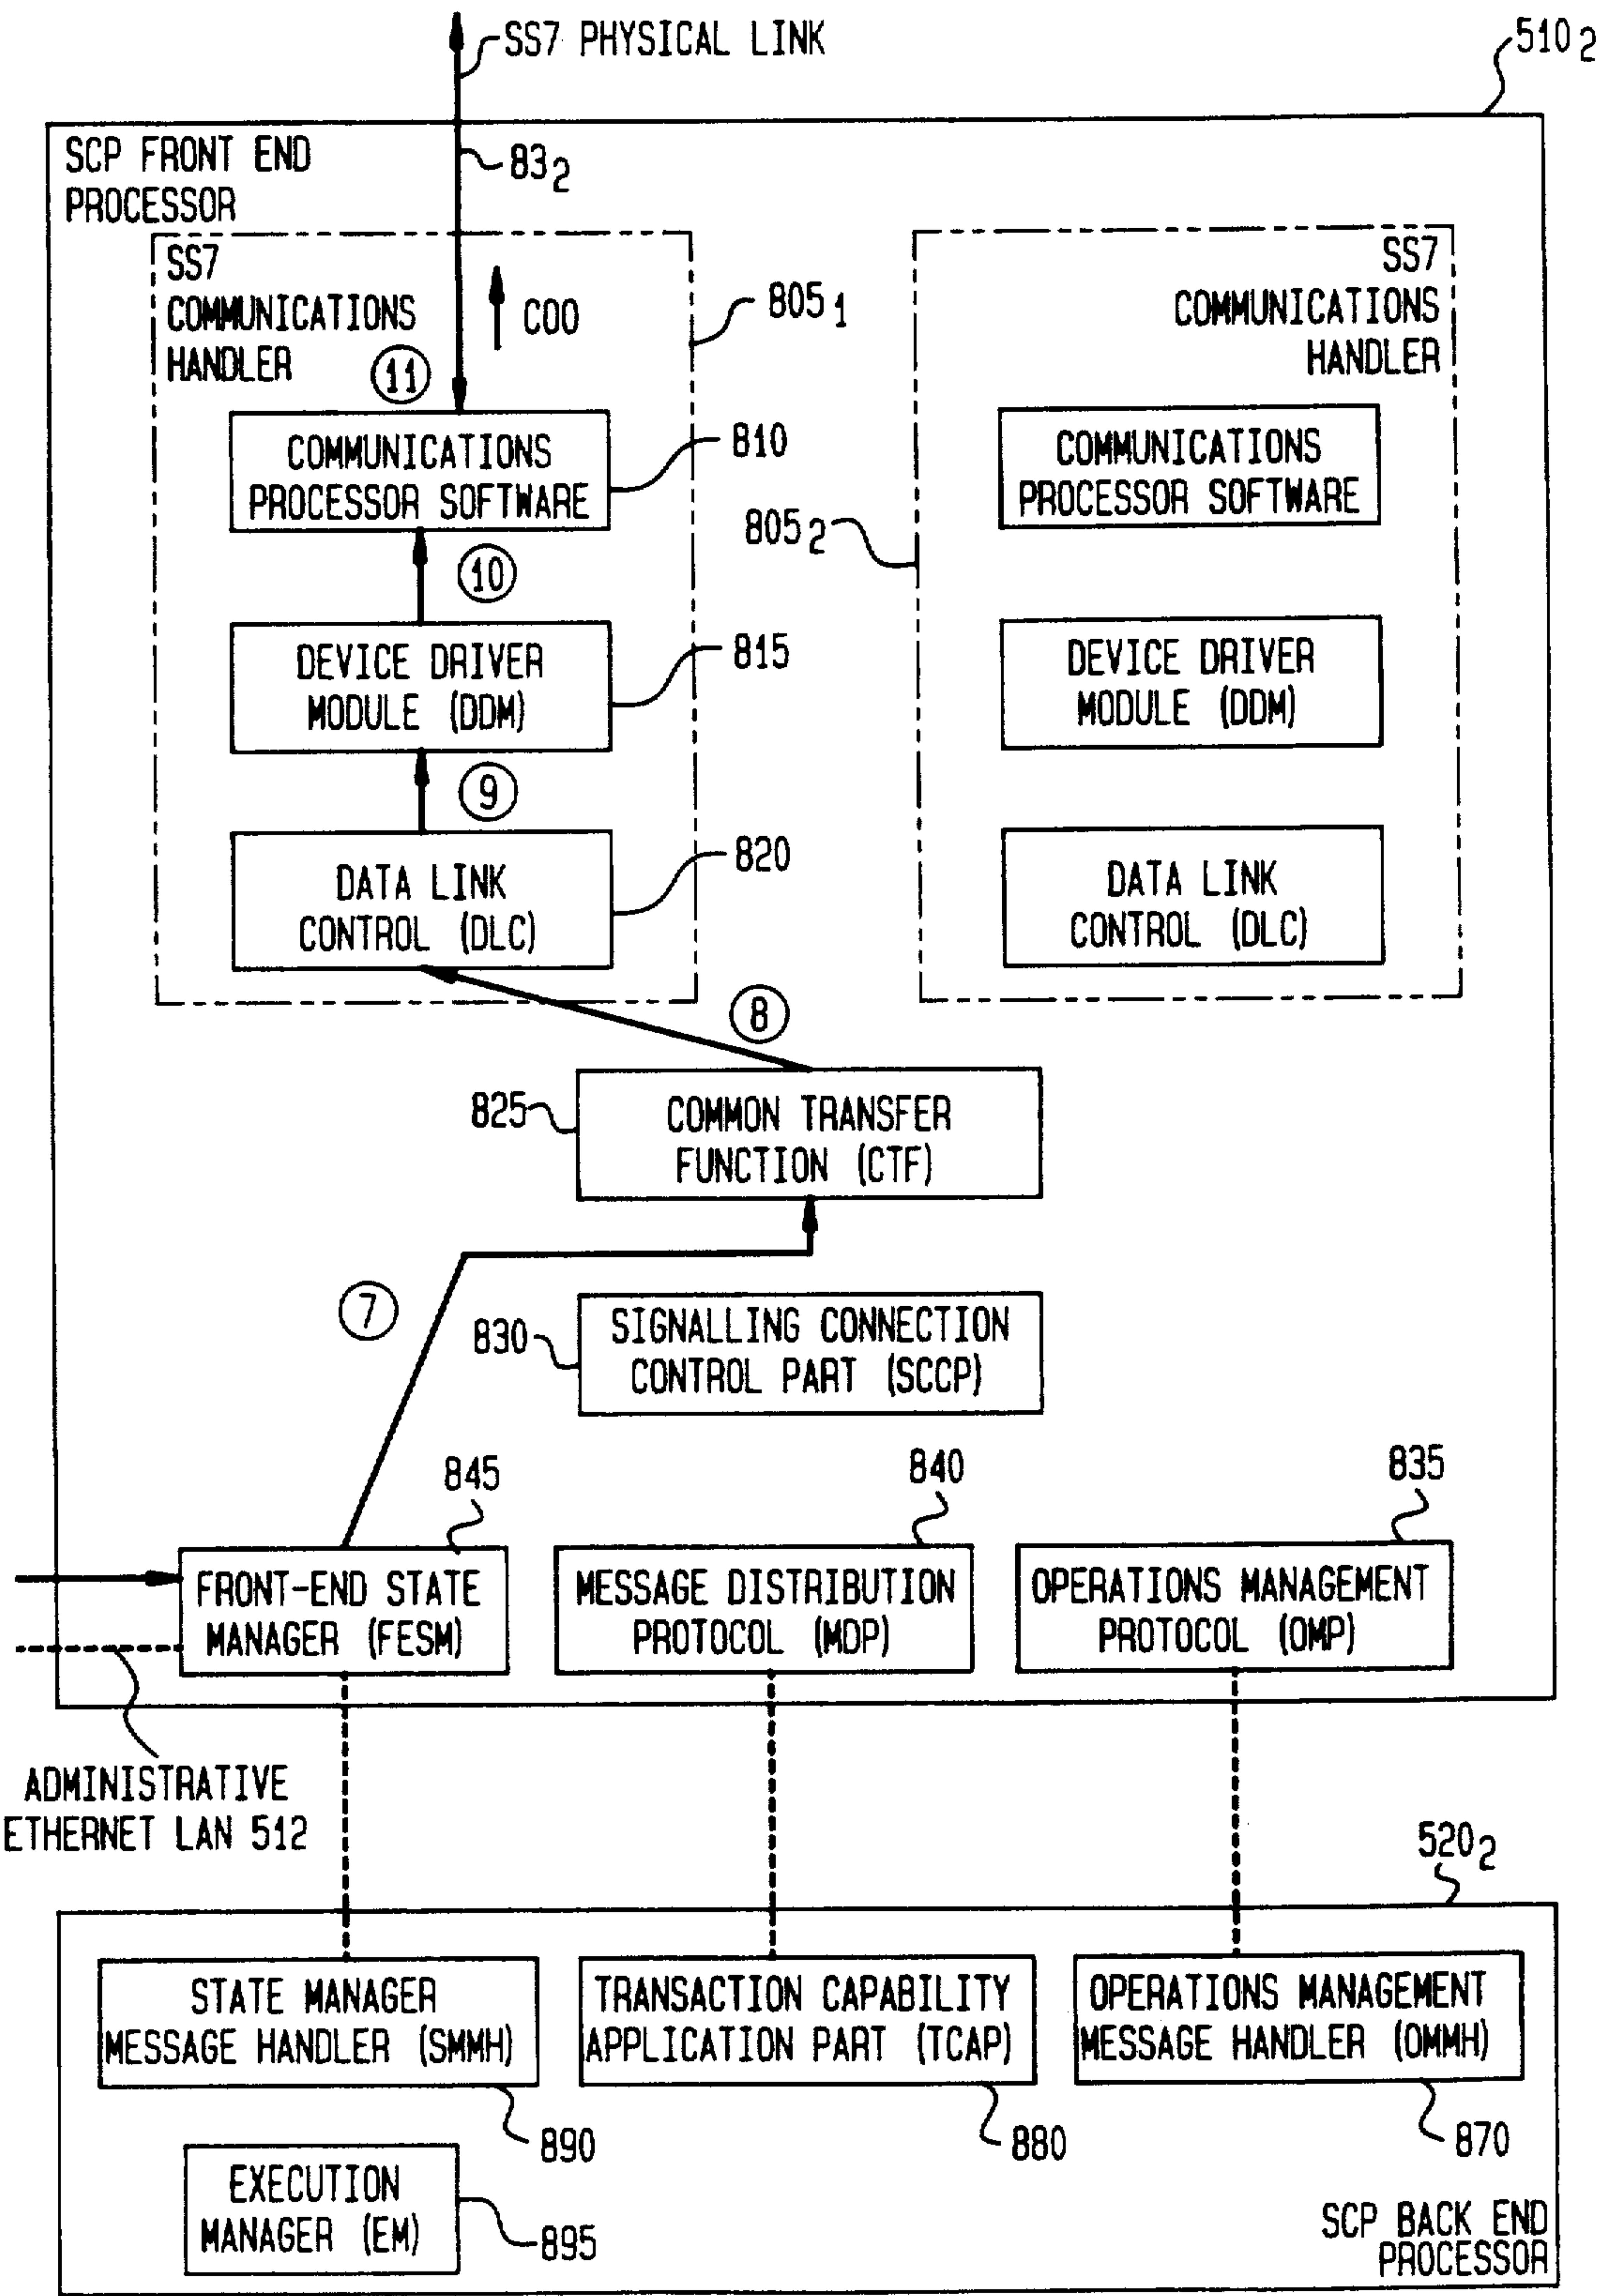 SS7 PHYSICAL LINK
510 2
SCP FRONT END
PROCESSOR
83 2
SS7
COMMUNICATIONS
HANDLER
COO
805 1
11
SS7
COMMUNICATIONS
HANDLER
COMMUNICATIONS
PROCESSOR SOFTWARE
810
805 2
COMMUNICATIONS
PROCESSOR SOFTWARE
10
DEVICE DRIVER
MODULE (DDM)
815
DEVICE DRIVER
MODULE (DDM)
9
DATA LINK
CONTROL (DLC)
820
DATA LINK
CONTROL (DLC)
8
825
COMMON TRANSFER
FUNCTION (CTF)
7
830
SIGNALLING CONNECTION
CONTROL PART (SCCP)
845
840
835
FRONT-END STATE
MANAGER (FESM)
MESSAGE DISTRIBUTION
PROTOCOL (MDP)
OPERATIONS MANAGEMENT
PROTOCOL (OMP)
ADMINISTRATIVE
ETHERNET LAN 512
520 2
STATE MANAGER
MESSAGE HANDLER (SMMH)
TRANSACTION CAPABILITY
APPLICATION PART (TCAP)
OPERATIONS MANAGEMENT
MESSAGE HANDLER (OMMH)
890
880
870
EXECUTION
MANAGER (EM)
895
SCP BACK END
PROCESSOR